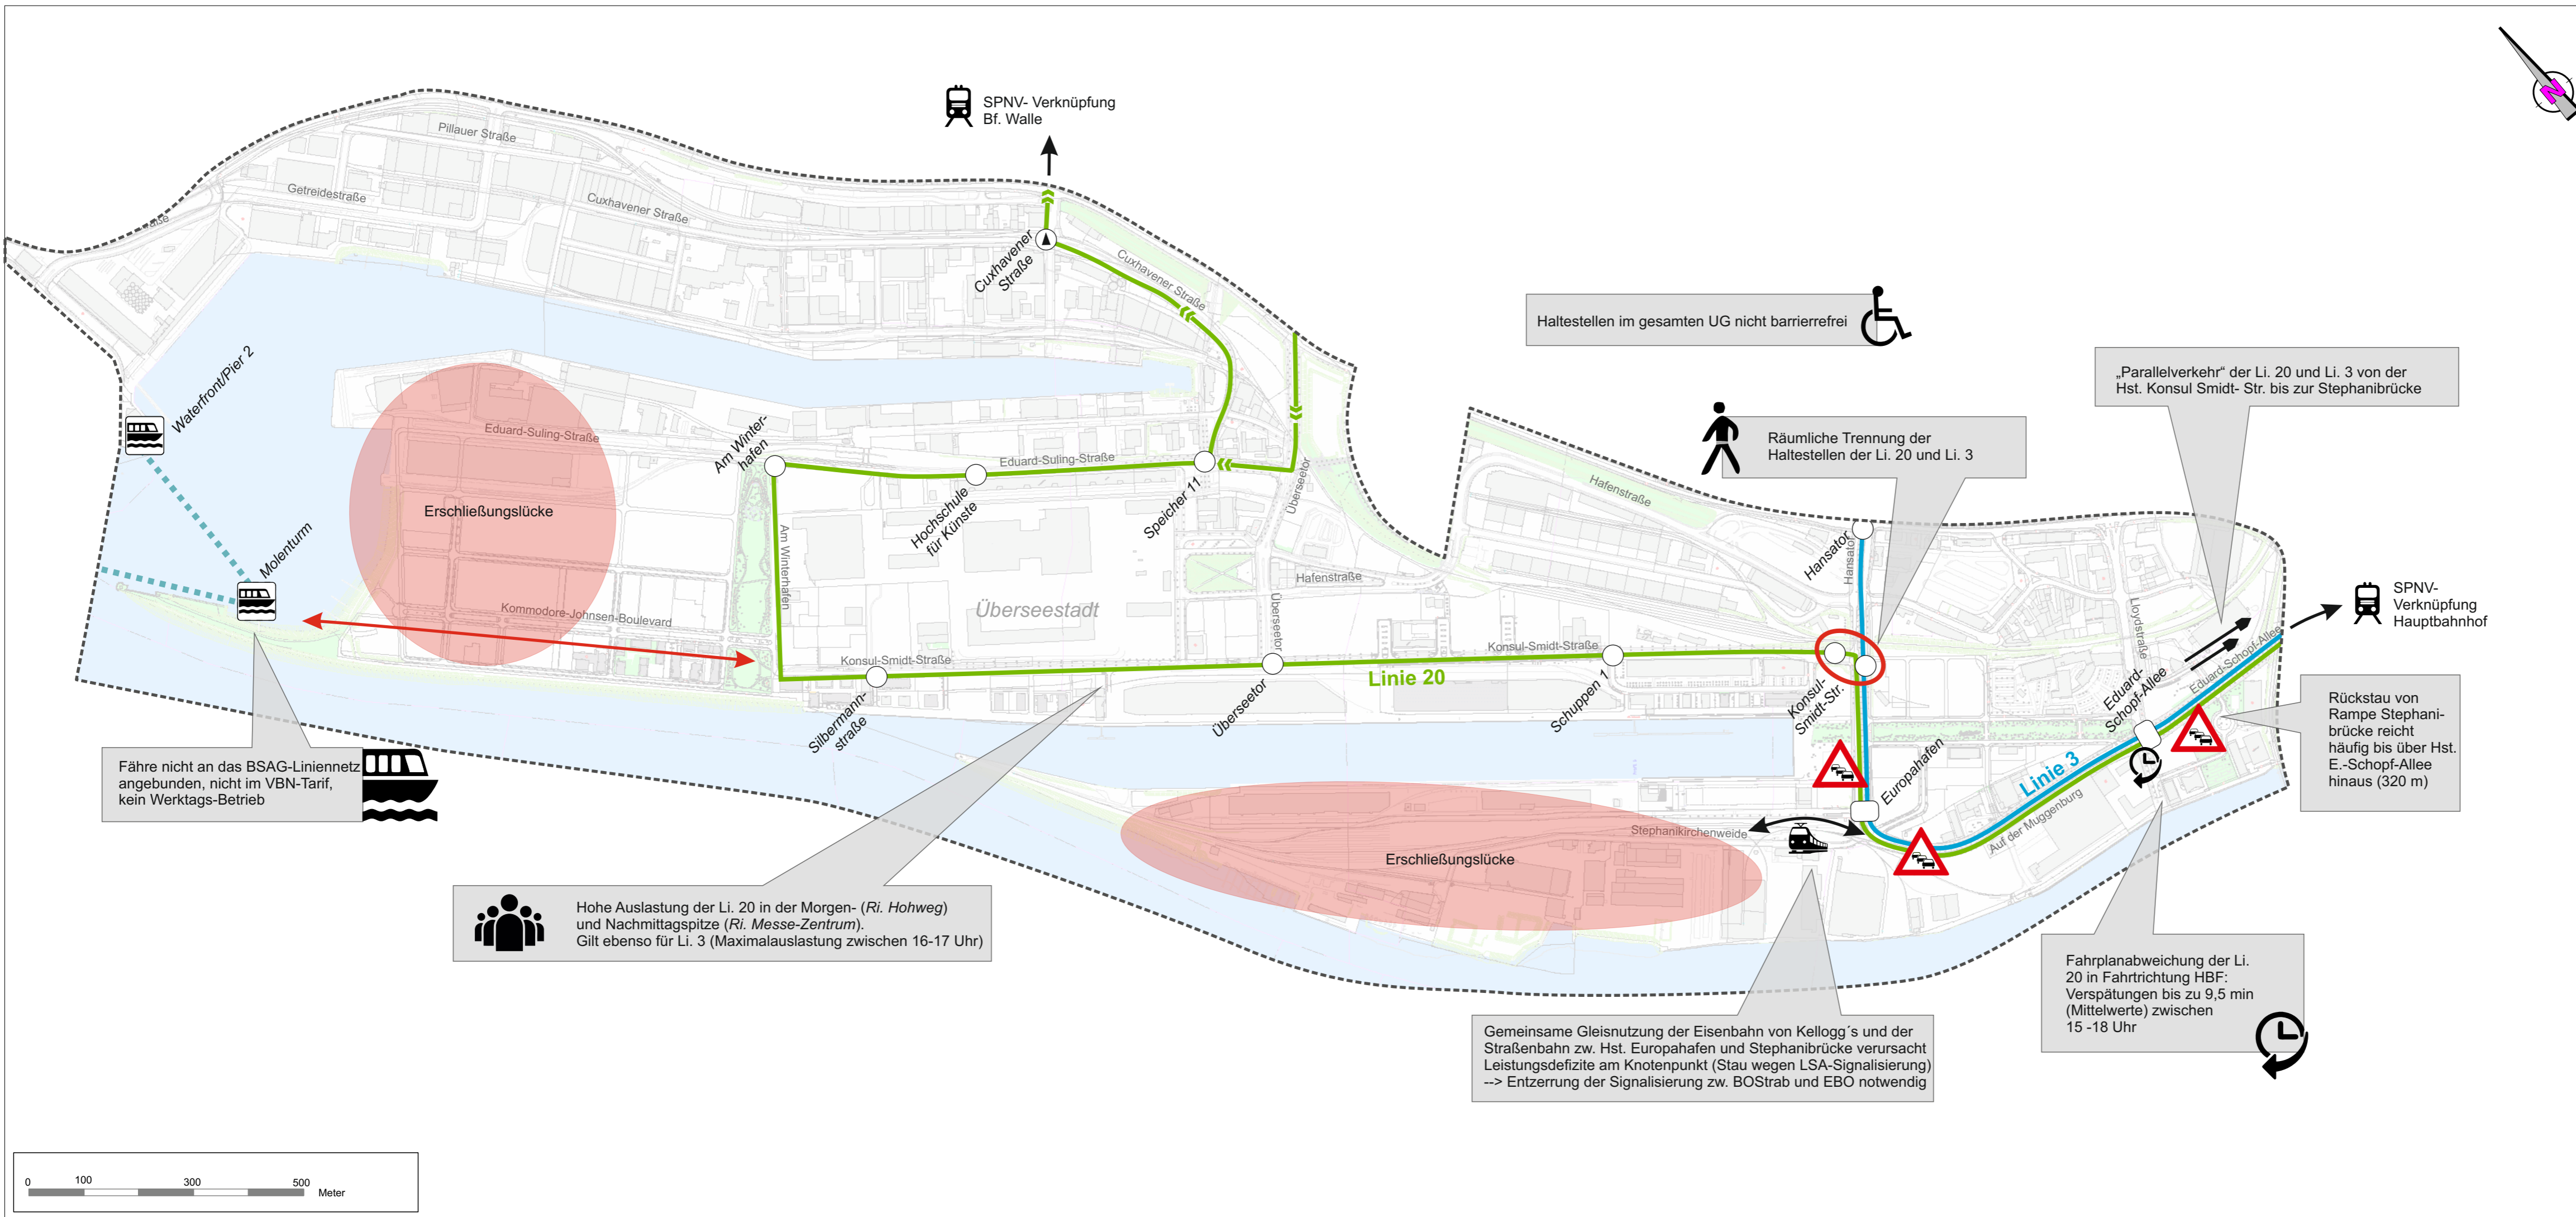 SPNV- Verknüpfung
Bf. Walle
N
Pillauer Straße
Getreidestraße
Cuxhavener Straße
aße
Cuxhavener
Straße
Cuxhavener Straße
Haltestellen im gesamten UG nicht barrierrefrei
„Parallelverkehr“ der Li. 20 und Li. 3 von der
Hst. Konsul Smidt- Str. bis zur Stephanibrücke
Räumliche Trennung der
Haltestellen der Li. 20 und Li. 3
Waterfront/Pier 2
Eduard-Suling-Straße
Am Winter-
hafen
Eduard-Suling-Straße
Hochschule
für Künste
Speicher 11
Überseetor
Hafenstraße
Erschließungslücke
Molenturm
Am Winterhafen
Hafenstraße
Hansator
Hansator
Überseestadt
Überseetor
Kommodore-Johnsen-Boulevard
Lloydstraße
SPNV-
Verknüpfung
Hauptbahnhof
Konsul-Smidt-Straße
Konsul-Smidt-Straße
Linie 20
Silbermann-
straße
Überseetor
Schuppen 1
Konsul-
Smidt-Str.
Eduard-
Schopf-Allee
Eduard-Schopf-Allee
Rückstau von
Rampe Stephani-
brücke reicht
häufig bis über Hst.
E.-Schopf-Allee
hinaus (320 m)
Fähre nicht an das BSAG-Liniennetz
angebunden, nicht im VBN-Tarif,
kein Werktags-Betrieb
Europahafen
Linie 3
Auf der Muggenburg
Stephanikirchenweide
Erschließungslücke
Hohe Auslastung der Li. 20 in der Morgen- (Ri. Hohweg)
und Nachmittagspitze (Ri. Messe-Zentrum).
Gilt ebenso für Li. 3 (Maximalauslastung zwischen 16-17 Uhr)
Fahrplanabweichung der Li.
20 in Fahrtrichtung HBF:
Verspätungen bis zu 9,5 min
(Mittelwerte) zwischen
15 -18 Uhr
Gemeinsame Gleisnutzung der Eisenbahn von Kellogg´s und der
Straßenbahn zw. Hst. Europahafen und Stephanibrücke verursacht
Leistungsdefizite am Knotenpunkt (Stau wegen LSA-Signalisierung)
--> Entzerrung der Signalisierung zw. BOStrab und EBO notwendig
0 100 300 500
Meter